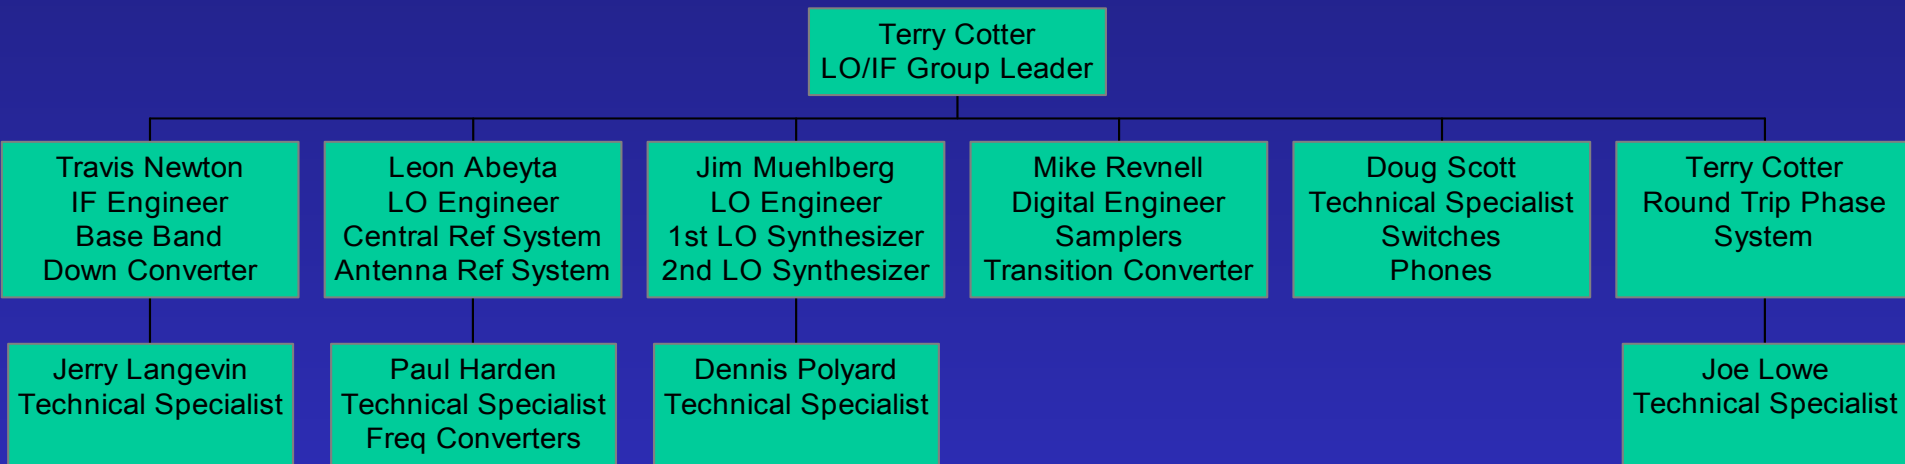 Terry Cotter
LO/IF Group Leader
Travis Newton
IF Engineer
Base Band
Down Converter
Leon Abeyta
LO Engineer
Central Ref System
Antenna Ref System
Jim Muehlberg
LO Engineer
1st LO Synthesizer
2nd LO Synthesizer
Mike Revnell
Digital Engineer
Samplers
Transition Converter
Doug Scott
Technical Specialist
Switches
Phones
Terry Cotter
Round Trip Phase
System
Jerry Langevin
Technical Specialist
Paul Harden
Technical Specialist
Freq Converters
Dennis Polyard
Technical Specialist
Joe Lowe
Technical Specialist